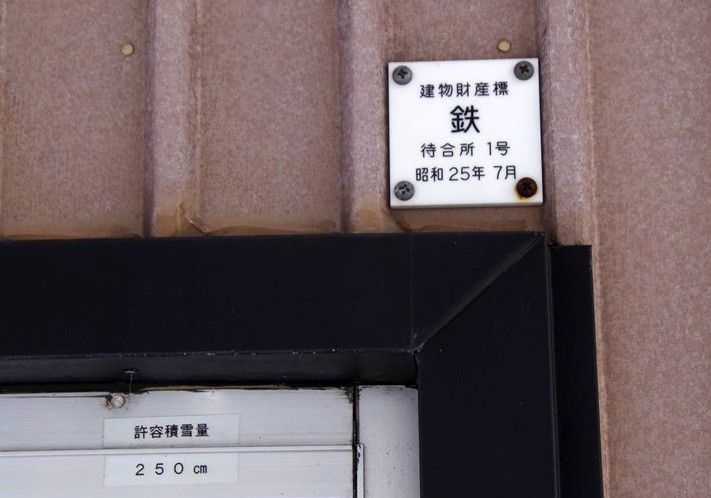 建物財産標
鉄
待合所 1号
昭和25年 7月
許容積雪量
２５０㎝